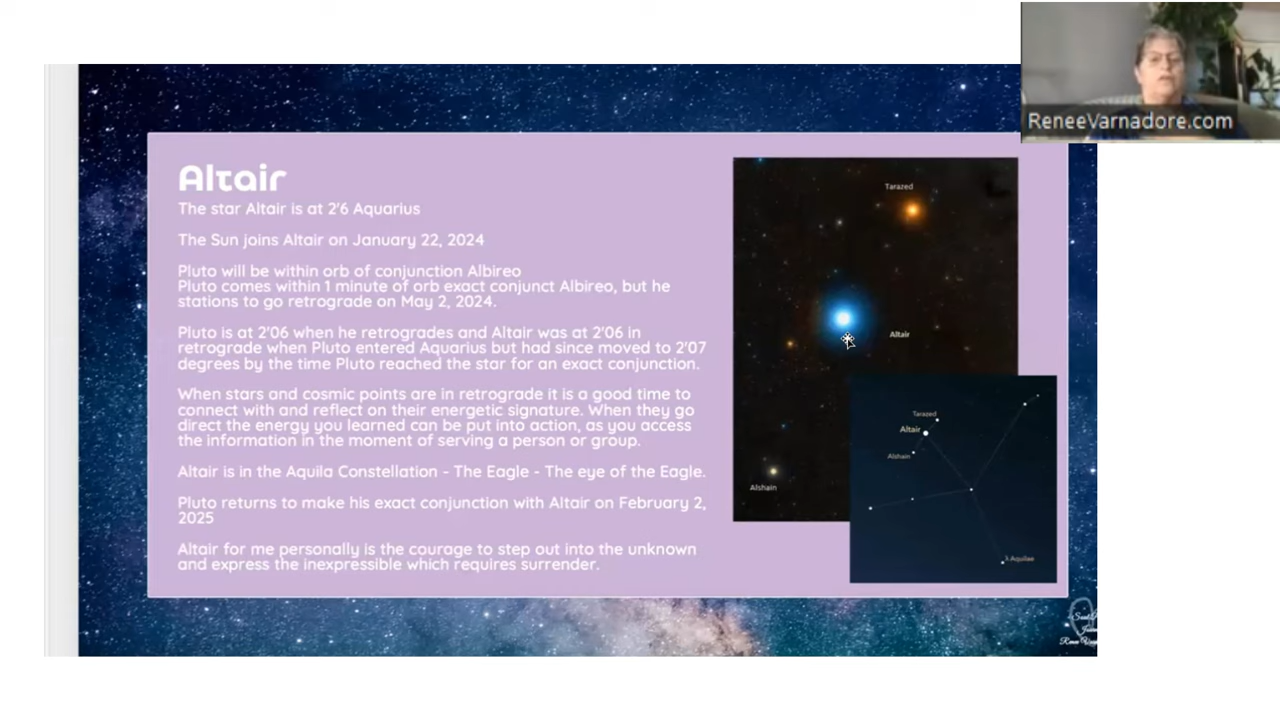 ReneeVarnadore.com
Altair
The star Altair is at 2'6 Aquarius
The Sun joins Altair on January 22, 2024
Pluto will be within orb of conjunction Albireo
Pluto comes within 1 minute of orb exact conjunct Albireo, but he
stations to go retrograde on May 2, 2024.
Pluto is at 2'06 when he retrogrades and Altair was at 2'06 in
retrograde when Pluto entered Aquarius but had since moved to 2'07
degrees by the time Pluto reached the star for an exact conjunction.
When stars and cosmic points are in retrograde it is a good time to
connect with and reflect on their energetic signature. When they go
direct the energy you learned can be put into action, as you access
the information in the moment of serving a person or group.
Altair is in the Aquila Constellation - The Eagle - The eye of the Eagle.
Pluto returns to make his exact conjunction with Altair on February 2,
2025
Altair for me personally is the courage to step out into the unknown
and express the inexpressible which requires surrender.
Tarazed
Altair
Alshain
Tarazed
Altair
Alshain
λ Aquilae